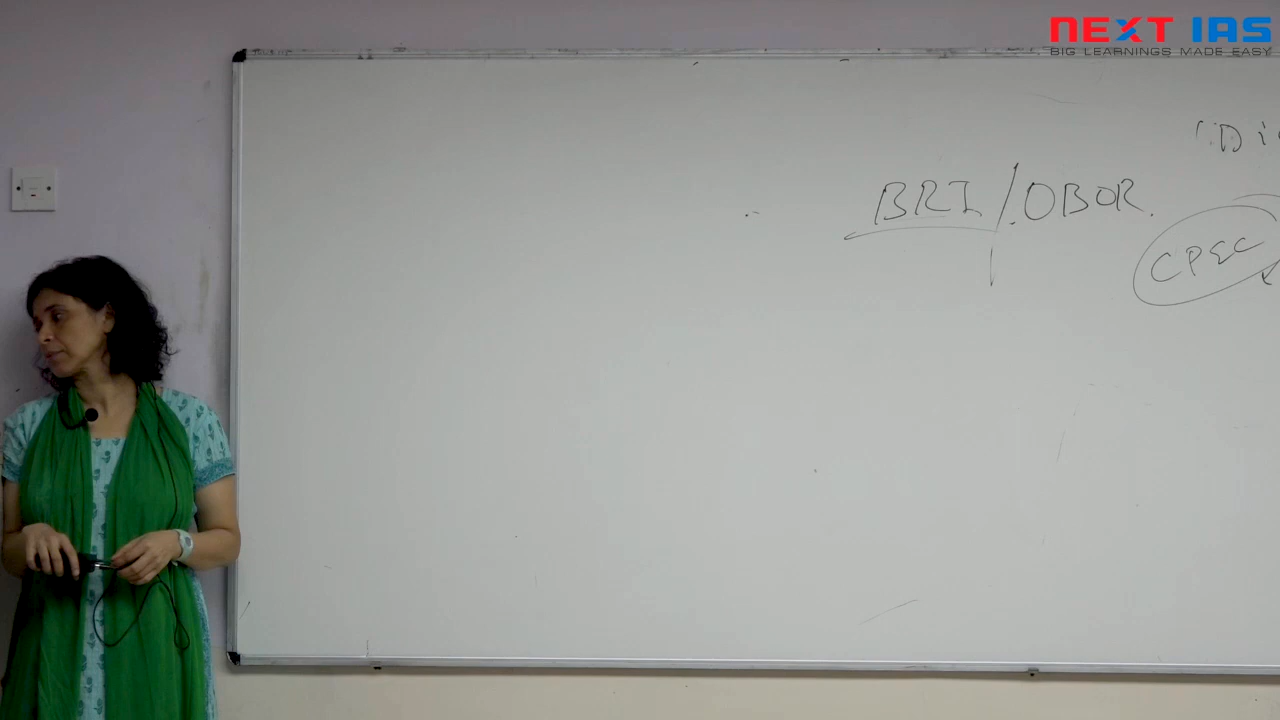 NEXT IAS
BIG LEARNINGS MADE EASY
BRI/OBOR
CPEC